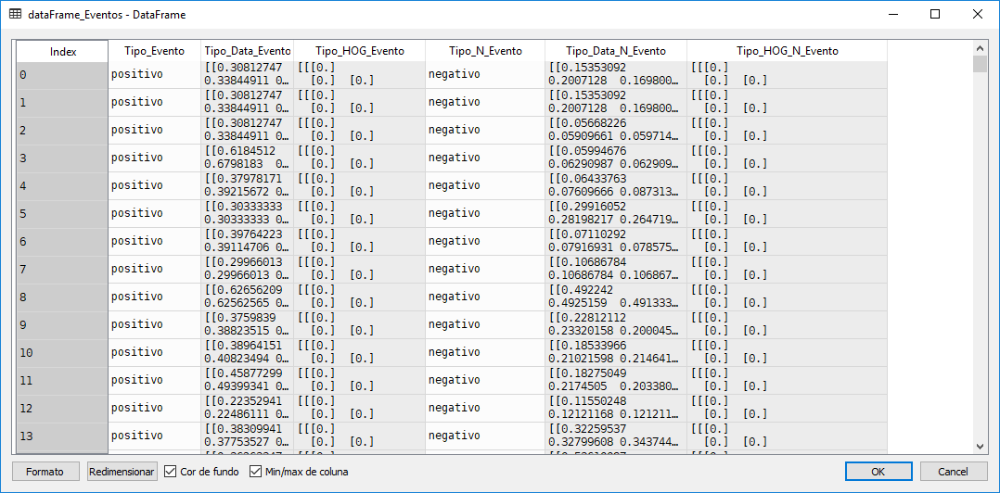 dataFrame_Eventos - DataFrame
Index Tipo_Evento Tipo_Data_Evento Tipo_HOG_Evento Tipo_N_Evento Tipo_Data_N_Evento Tipo_HOG_N_Evento
0 positivo [[0.30812747 [[[0.] negativo [[0.15353092 [[[0.]
0.33844911 0... [0.] [0.] 0.2007128 0.169800... [0.] [0.]
1 positivo [[0.30812747 [[[0.] negativo [[0.15353092 [[[0.]
0.33844911 0... [0.] [0.] 0.2007128 0.169800... [0.] [0.]
2 positivo [[0.30812747 [[[0.] negativo [[0.05668226 [[[0.]
0.33844911 0... [0.] [0.] 0.05909661 0.059714... [0.] [0.]
3 positivo [[0.6184512 [[[0.] negativo [[0.05994676 [[[0.]
0.6798183 0... [0.] [0.] 0.06290987 0.062909... [0.] [0.]
4 positivo [[0.37978171 [[[0.] negativo [[0.06433763 [[[0.]
0.39215672 0... [0.] [0.] 0.07609666 0.087313... [0.] [0.]
5 positivo [[0.30333333 [[[0.] negativo [[0.29916052 [[[0.]
0.30333333 0... [0.] [0.] 0.28198217 0.264719... [0.] [0.]
6 positivo [[0.39764223 [[[0.] negativo [[0.07110292 [[[0.]
0.39114706 0... [0.] [0.] 0.07916931 0.078575... [0.] [0.]
7 positivo [[0.29966013 [[[0.] negativo [[0.10686784 [[[0.]
0.29966013 0... [0.] [0.] 0.10686784 0.106867... [0.] [0.]
8 positivo [[0.62656209 [[[0.] negativo [[0.492242 [[[0.]
0.62562565 0... [0.] [0.] 0.4925159 0.491333... [0.] [0.]
9 positivo [[0.3759839 [[[0.] negativo [[0.22812112 [[[0.]
0.38823515 0... [0.] [0.] 0.23320158 0.200045... [0.] [0.]
10 positivo [[0.38964151 [[[0.] negativo [[0.18533966 [[[0.]
0.40823494 0... [0.] [0.] 0.21021598 0.214641... [0.] [0.]
11 positivo [[0.45877299 [[[0.] negativo [[0.18275049 [[[0.]
0.49399341 0... [0.] [0.] 0.2174505 0.203380... [0.] [0.]
12 positivo [[0.22352941 [[[0.] negativo [[0.11550248 [[[0.]
0.22486111 0... [0.] [0.] 0.12121168 0.121211... [0.] [0.]
13 positivo [[0.38309941 [[[0.] negativo [[0.32259537 [[[0.]
0.37753527 0... [0.] [0.] 0.32799608 0.343744... [0.] [0.]
Formato Redimensionar Cor de fundo Min/max de coluna OK Cancel